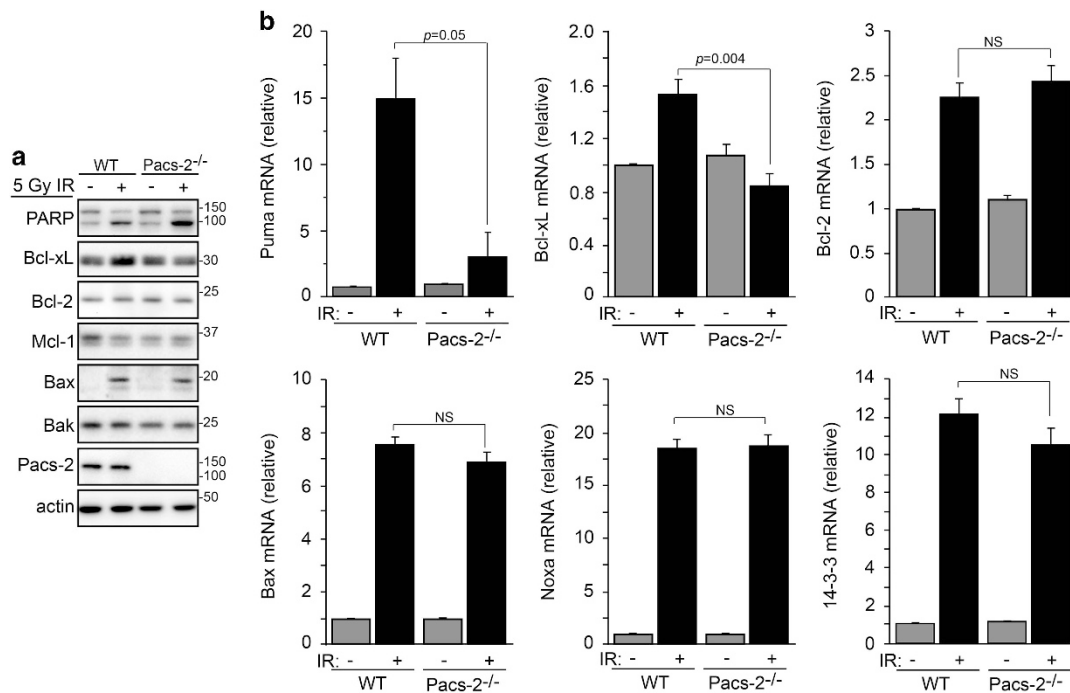 a
WT Pacs-2-/-
5 Gy IR - + - +
PARP -150
-100
Bcl-xL -30
Bcl-2 -25
Mcl-1 -37
Bax -20
Bak -25
Pacs-2 -150
-100
actin -50
b
Puma mRNA (relative)
20
15
10
5
0
p=0.05
IR: - + - +
WT Pacs-2-/-
Bcl-xL mRNA (relative)
2.0
1.6
1.2
0.8
0.4
0
p=0.004
IR: - + - +
WT Pacs-2-/-
Bcl-2 mRNA (relative)
3
2.5
2
1.5
1
0.5
0
NS
IR: - + - +
WT Pacs-2-/-
Bax mRNA (relative)
10
8
6
4
2
0
NS
IR: - + - +
WT Pacs-2-/-
Noxa mRNA (relative)
25
20
15
10
5
0
NS
IR: - + - +
WT Pacs-2-/-
14-3-3 mRNA (relative)
14
12
10
8
6
4
2
0
NS
IR: - + - +
WT Pacs-2-/-